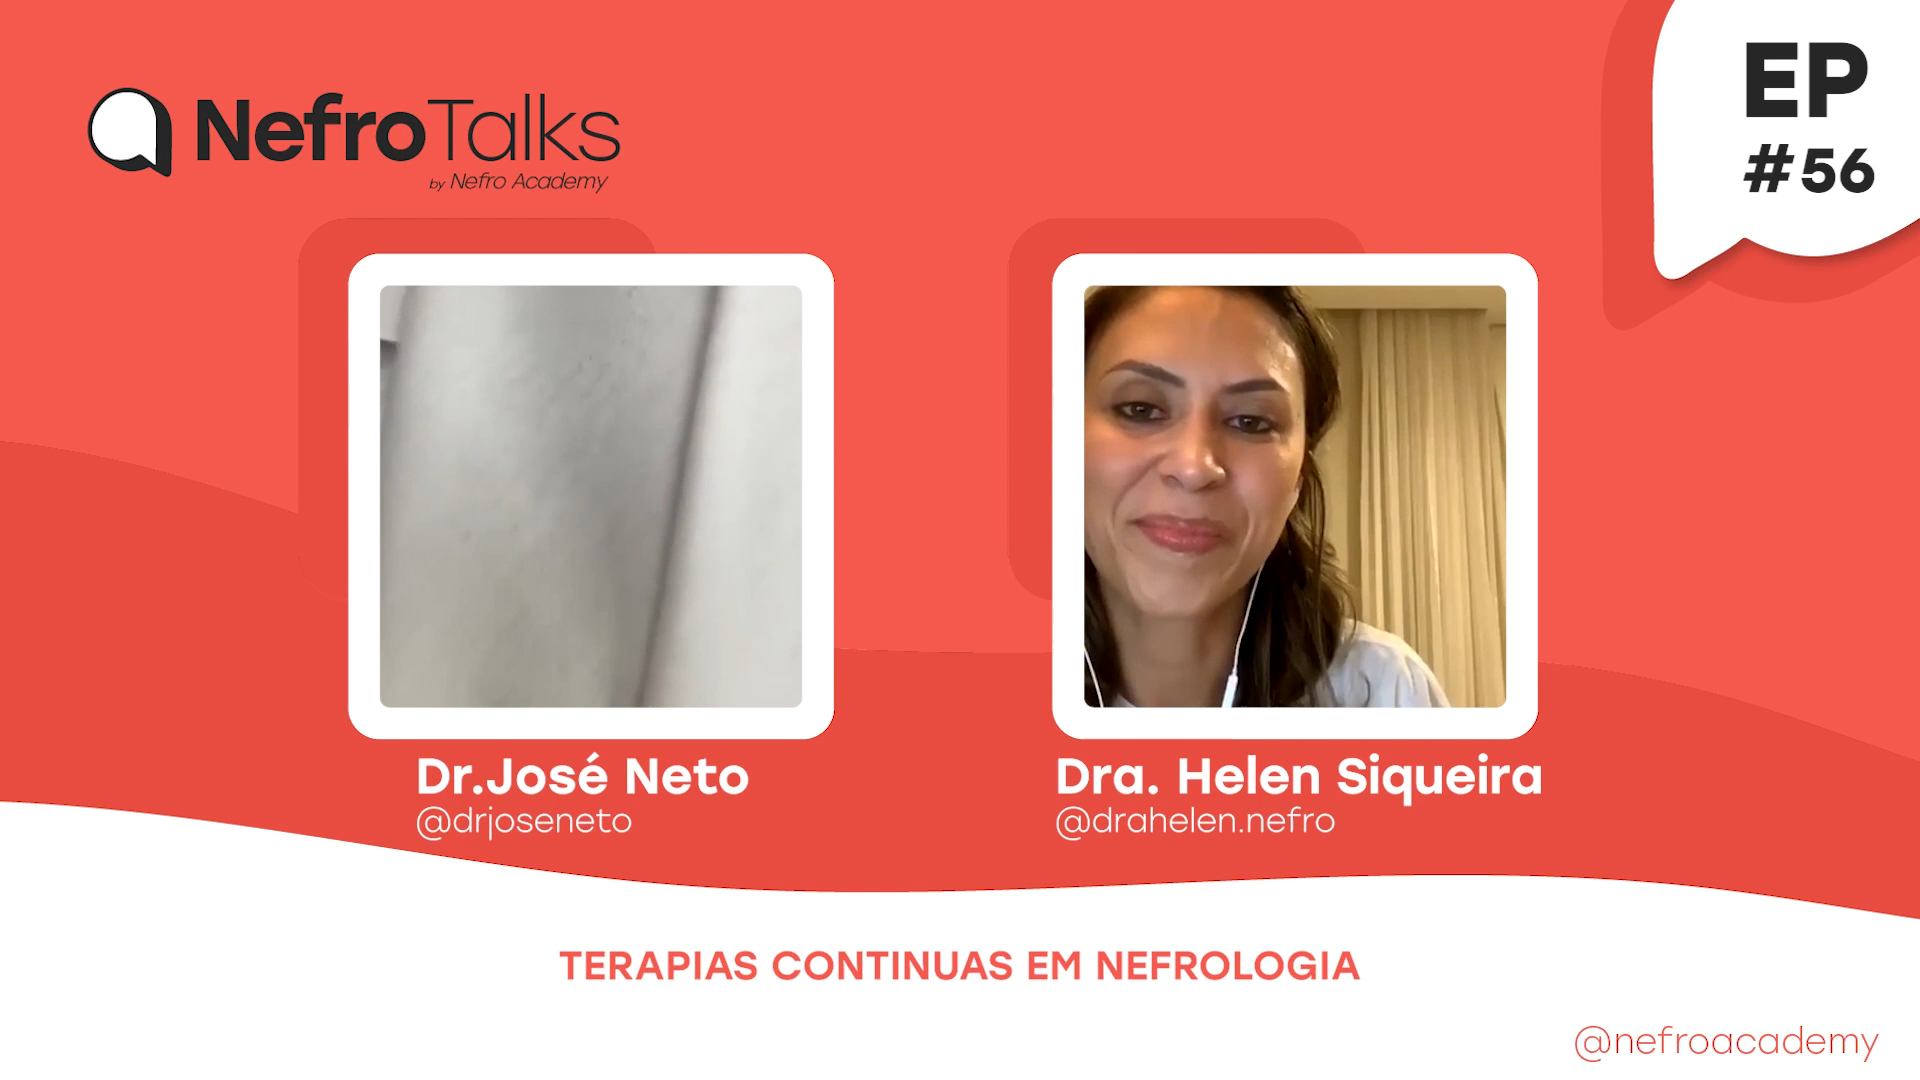 NefroTalks
by Nefro Academy
EP
#56
Dr.José Neto
@drjoseneto
Dra. Helen Siqueira
@drahelen.nefro
TERAPIAS CONTINUAS EM NEFROLOGIA
@nefroacademy